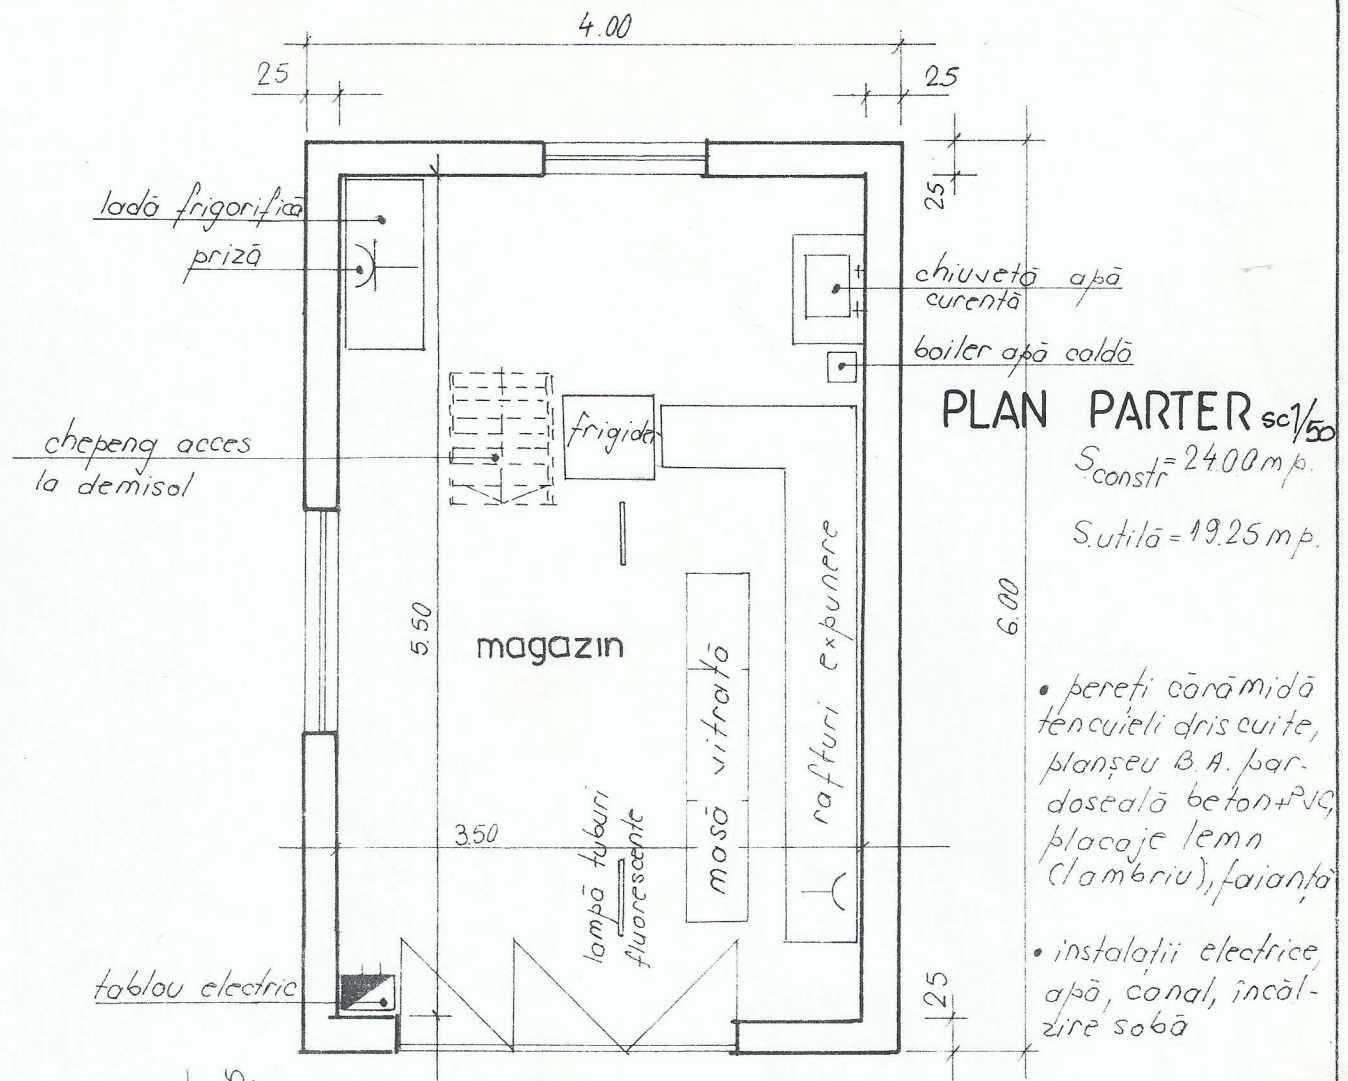 4.00
25
25
25
ladă frigorifică
priză
chiuvetă apă
curentă
boiler apă caldă
PLAN PARTER sc 1/50
S constr = 24.00 mp.
S. utilă = 19.25 mp.
chepeng acces
la demisol
frigider
5.50
magazin
masă vitrată
rafturi expunere
6.00
• pereți cărămidă
tencuieli driscuite,
planșeu B.A. par-
doseală beton+PVC,
placaje lemn
(lambriu), faianță
3.50
lampă tuburi
fluorescente
• instalații electrice,
apă, canal, încăl-
zire sobă
tablou electric
25